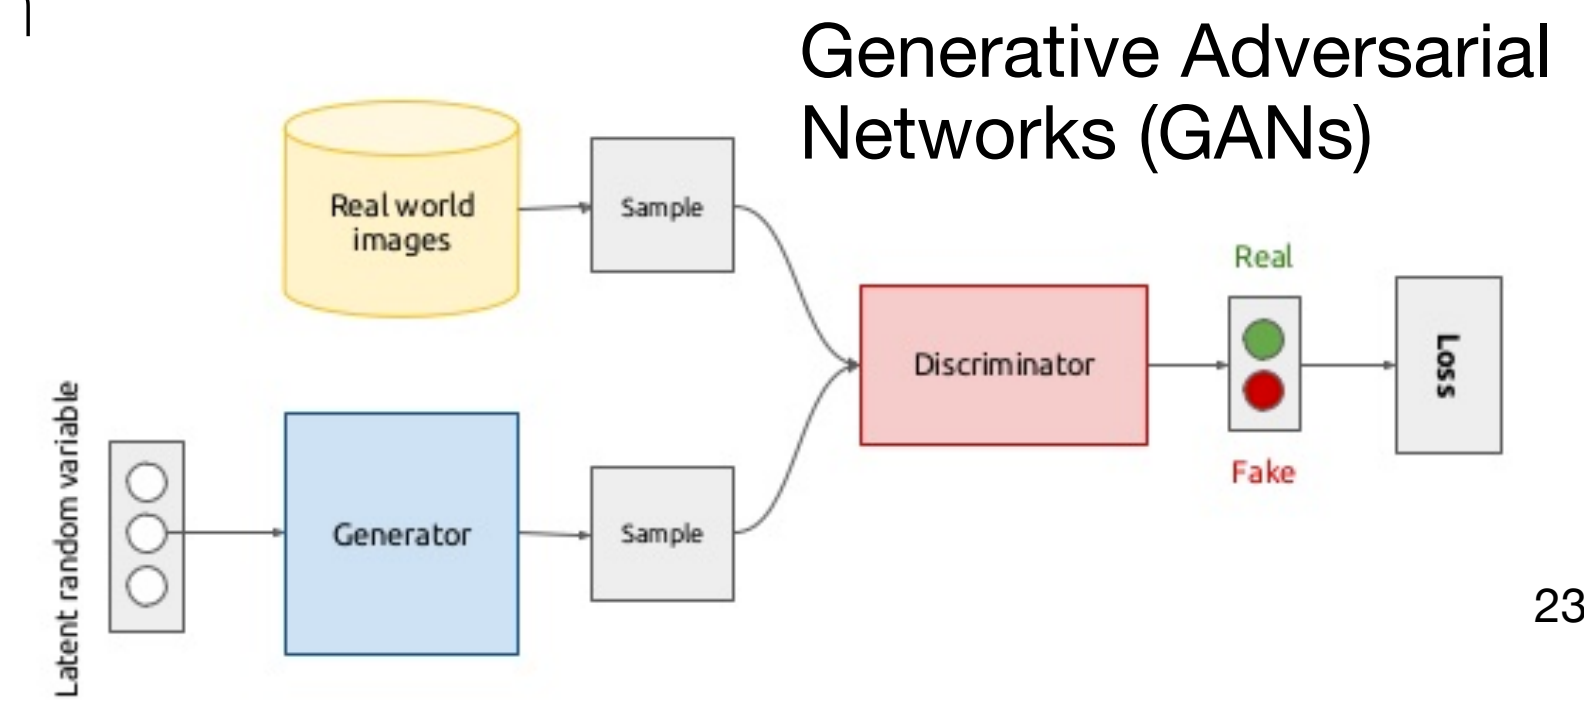 Generative Adversarial
Networks (GANs)
Real world
images
Sample
Real
Discriminator
Loss
Fake
Latent random variable
Generator
Sample
23